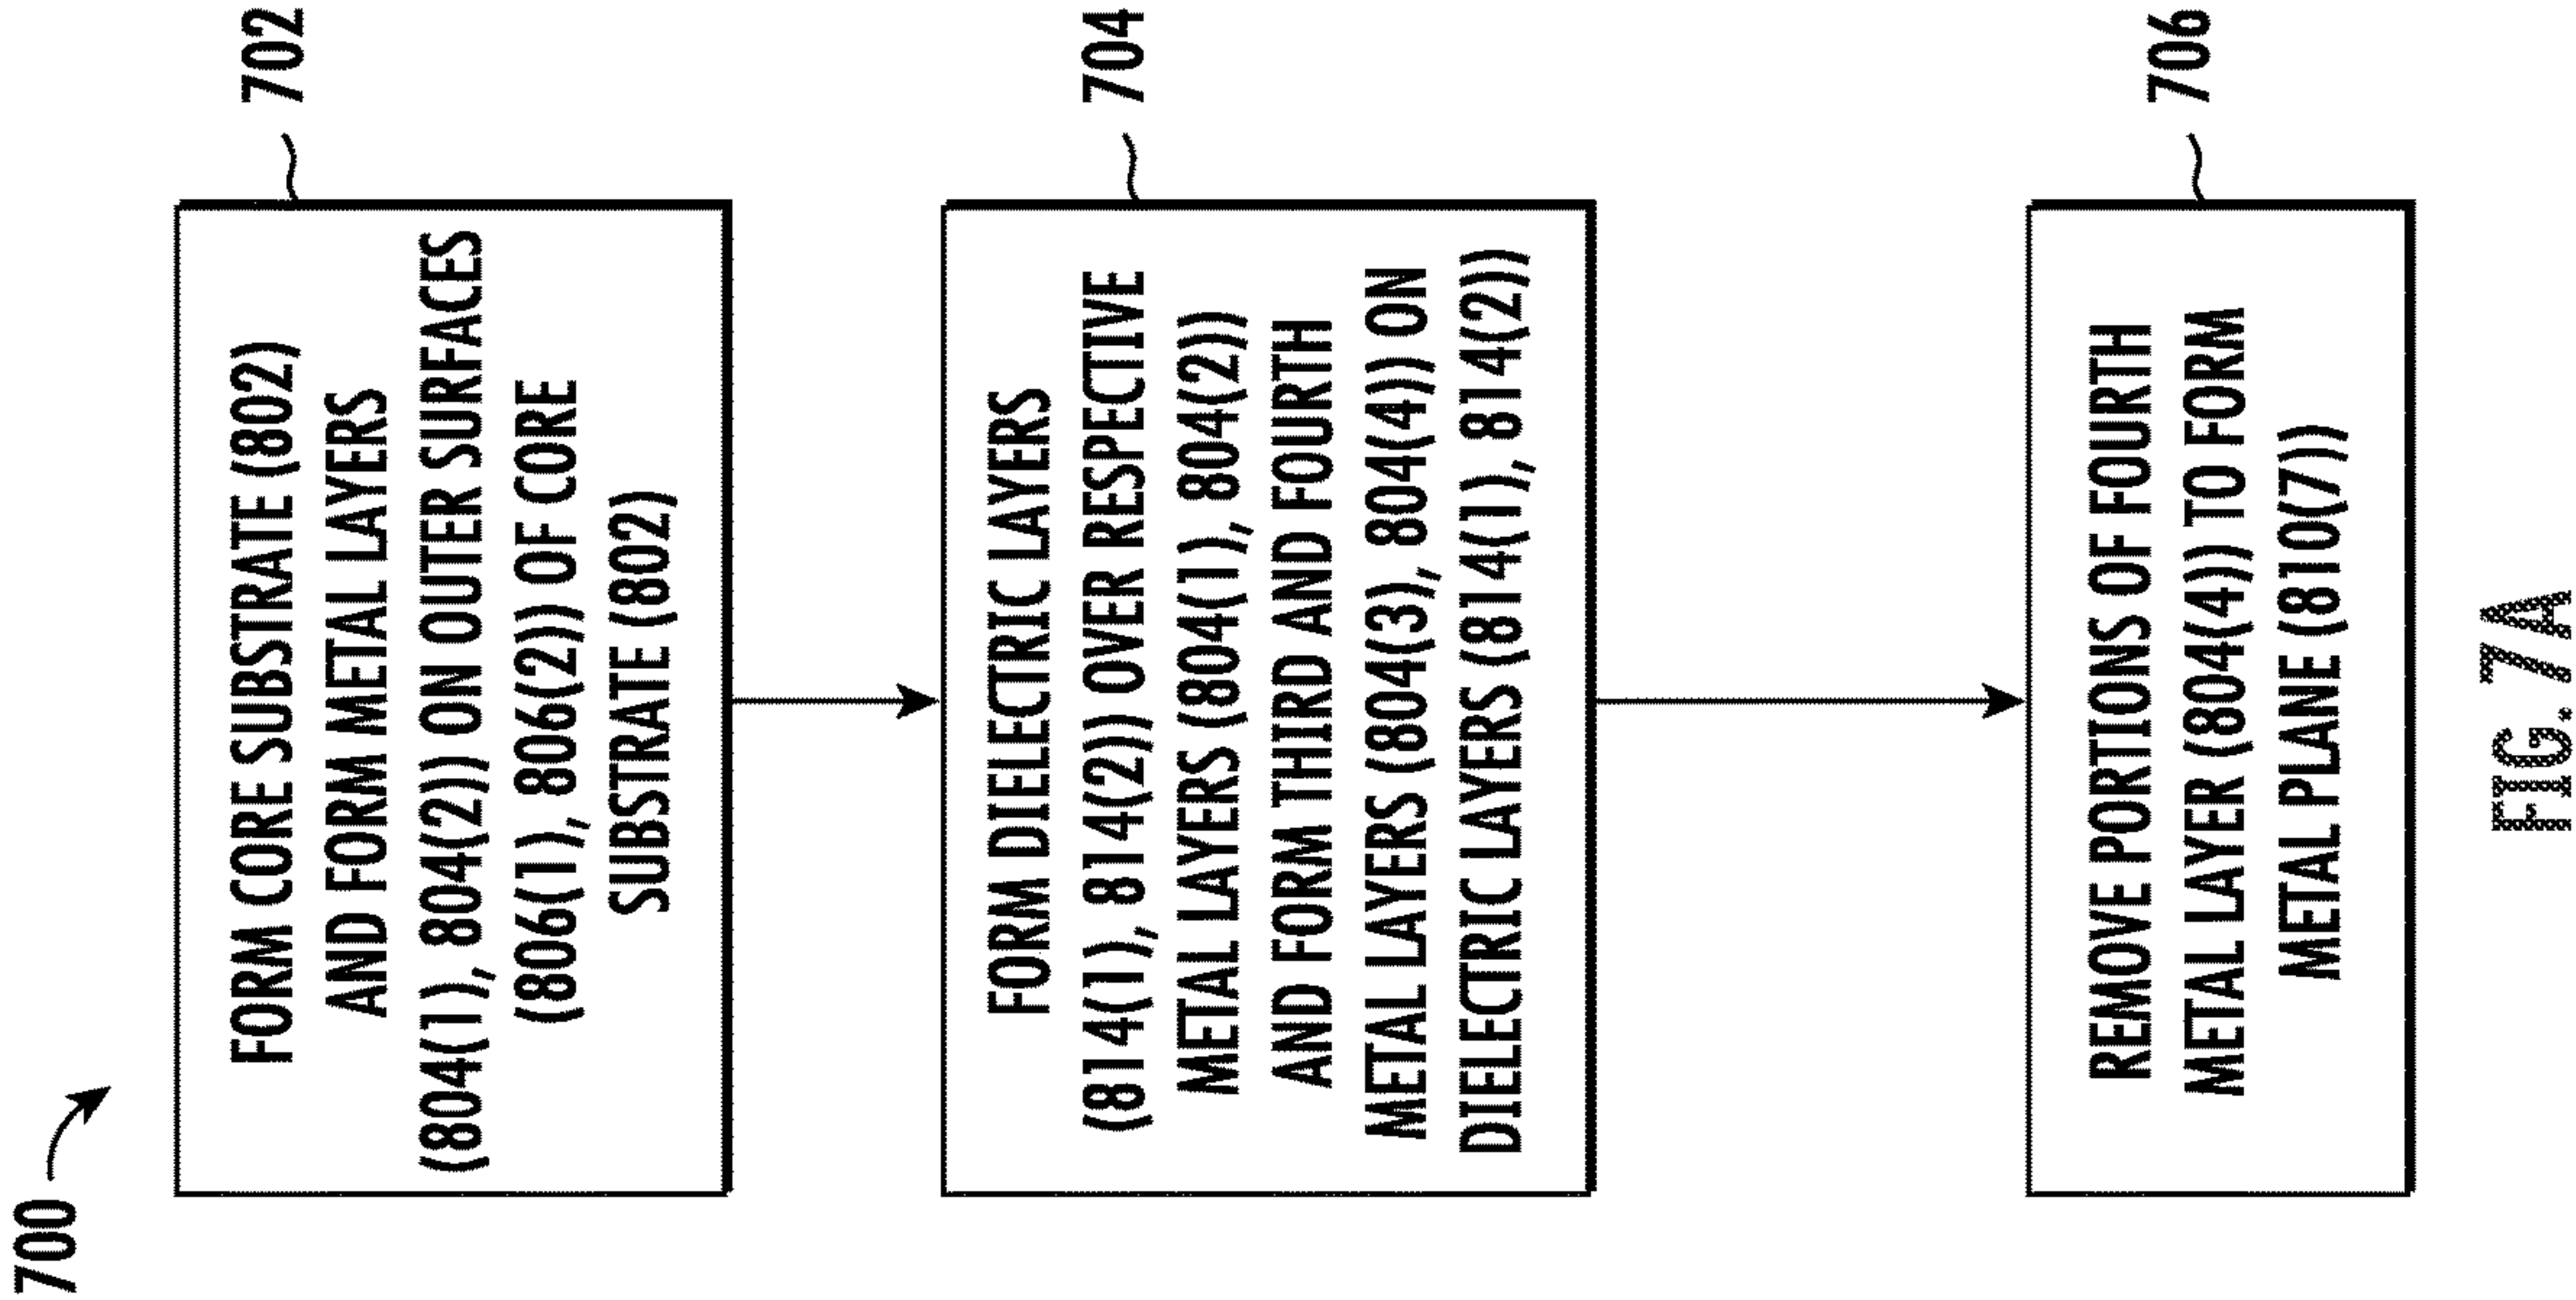 700
702
FORM CORE SUBSTRATE (802)
AND FORM METAL LAYERS
(804(1), 804(2)) ON OUTER SURFACES
(806(1), 806(2)) OF CORE
SUBSTRATE (802)
704
FORM DIELECTRIC LAYERS
(814(1), 814(2)) OVER RESPECTIVE
METAL LAYERS (804(1), 804(2))
AND FORM THIRD AND FOURTH
METAL LAYERS (804(3), 804(4)) ON
DIELECTRIC LAYERS (814(1), 814(2))
706
REMOVE PORTIONS OF FOURTH
METAL LAYER (804(4)) TO FORM
METAL PLANE (810(7))
FIG. 7A